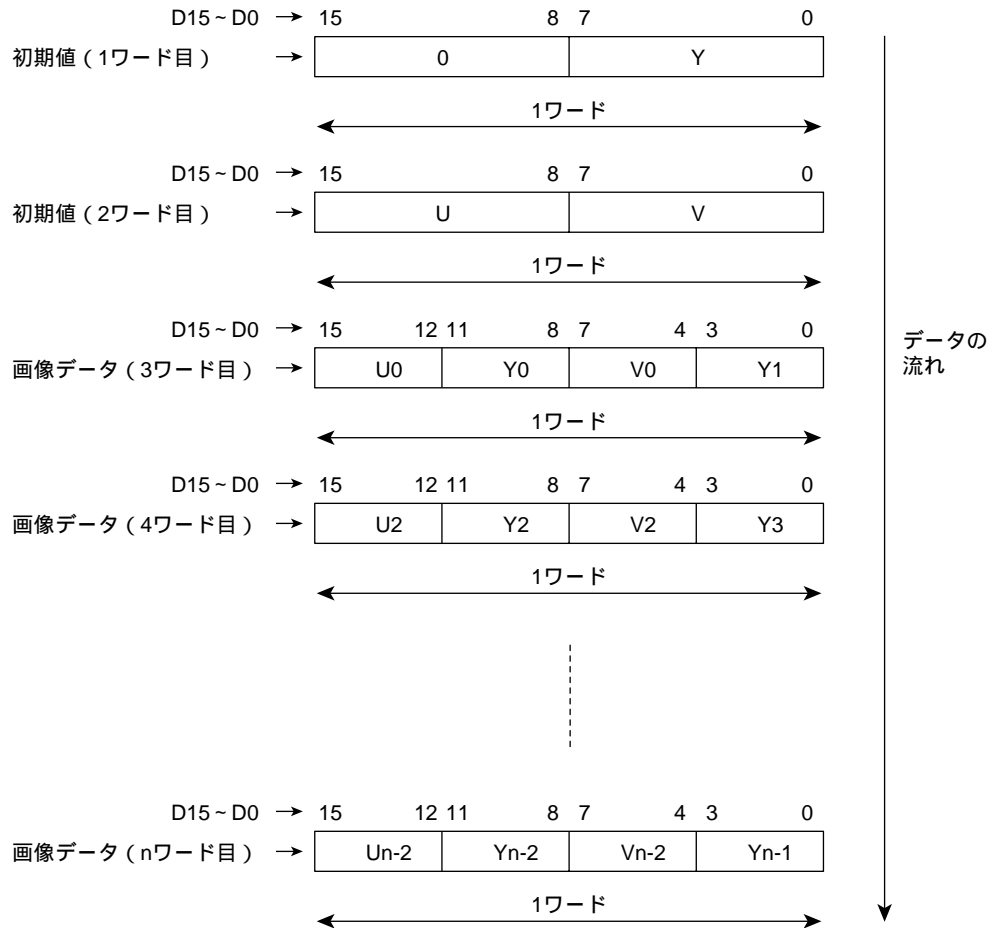 D15~D0 → 15 8 7 0
初期値(1ワード目) → 0 Y
1ワード
D15~D0 → 15 8 7 0
初期値(2ワード目) → U V
1ワード
D15~D0 → 15 12 11 8 7 4 3 0
画像データ(3ワード目) → U0 Y0 V0 Y1
1ワード
D15~D0 → 15 12 11 8 7 4 3 0
画像データ(4ワード目) → U2 Y2 V2 Y3
1ワード
D15~D0 → 15 12 11 8 7 4 3 0
画像データ(nワード目) → Un-2 Yn-2 Vn-2 Yn-1
1ワード
データの
流れ